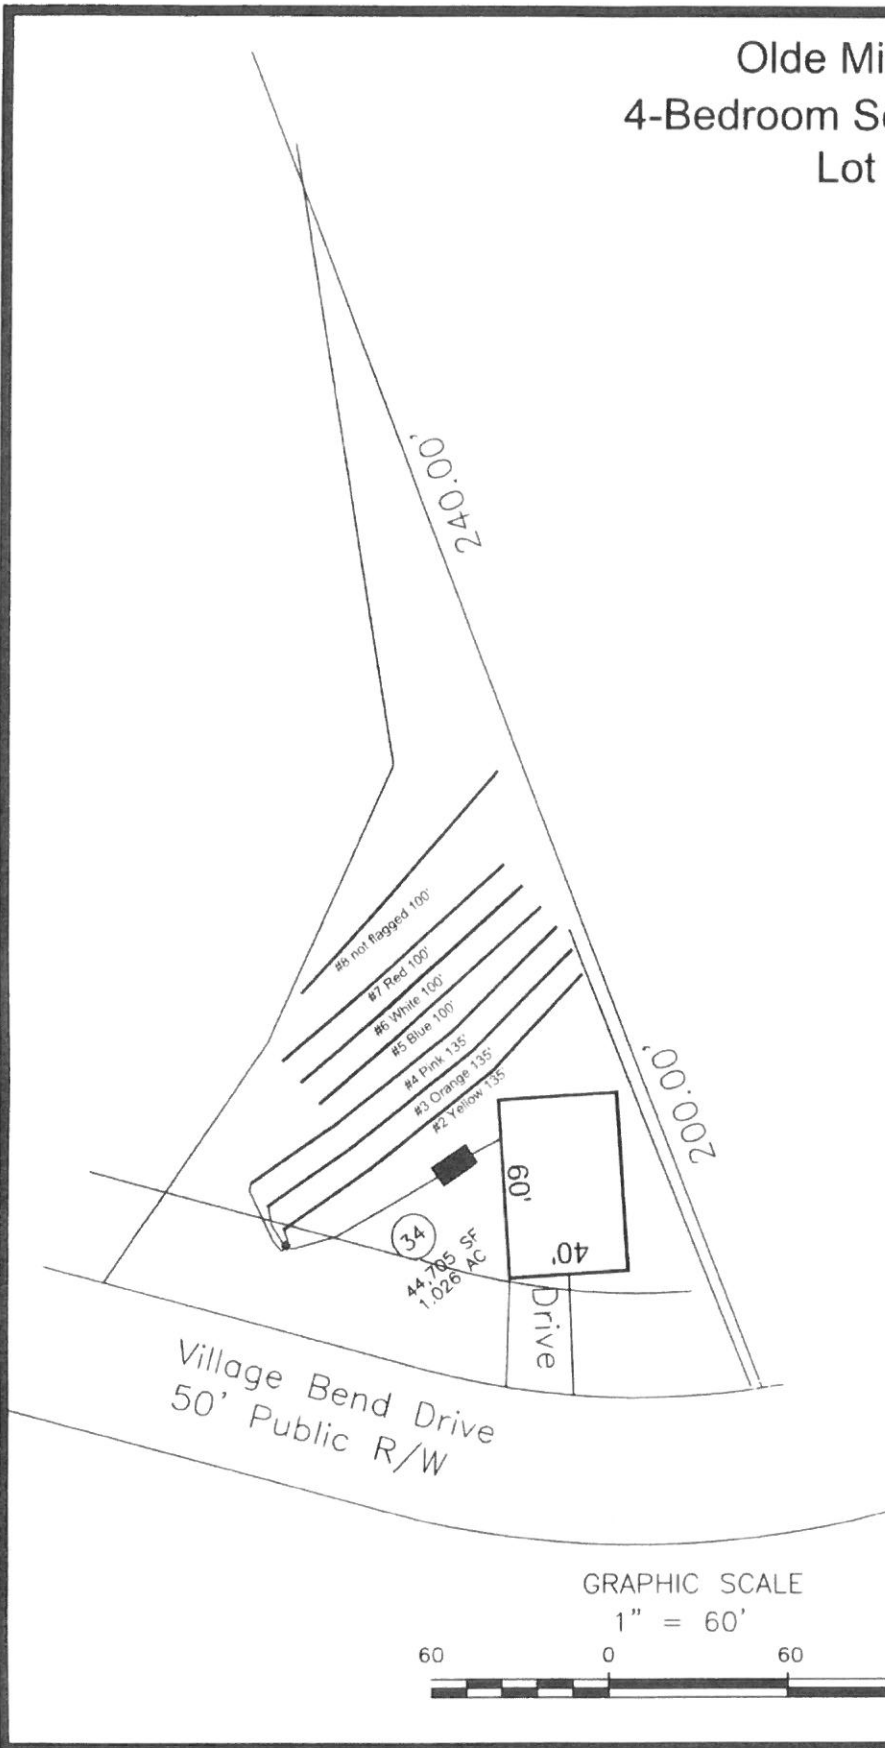 Olde Mi
4-Bedroom Se
Lot
240.00'
#8 not flagged 100'
#7 Red 100'
#6 White 100'
#5 Blue 100'
#4 Pink 135'
#3 Orange 135'
#2 Yellow 135
200.00'
60'
40'
34
44,705 SF
1.026 AC
Drive
Village Bend Drive
50' Public R/W
GRAPHIC SCALE
1" = 60'
60 0 60